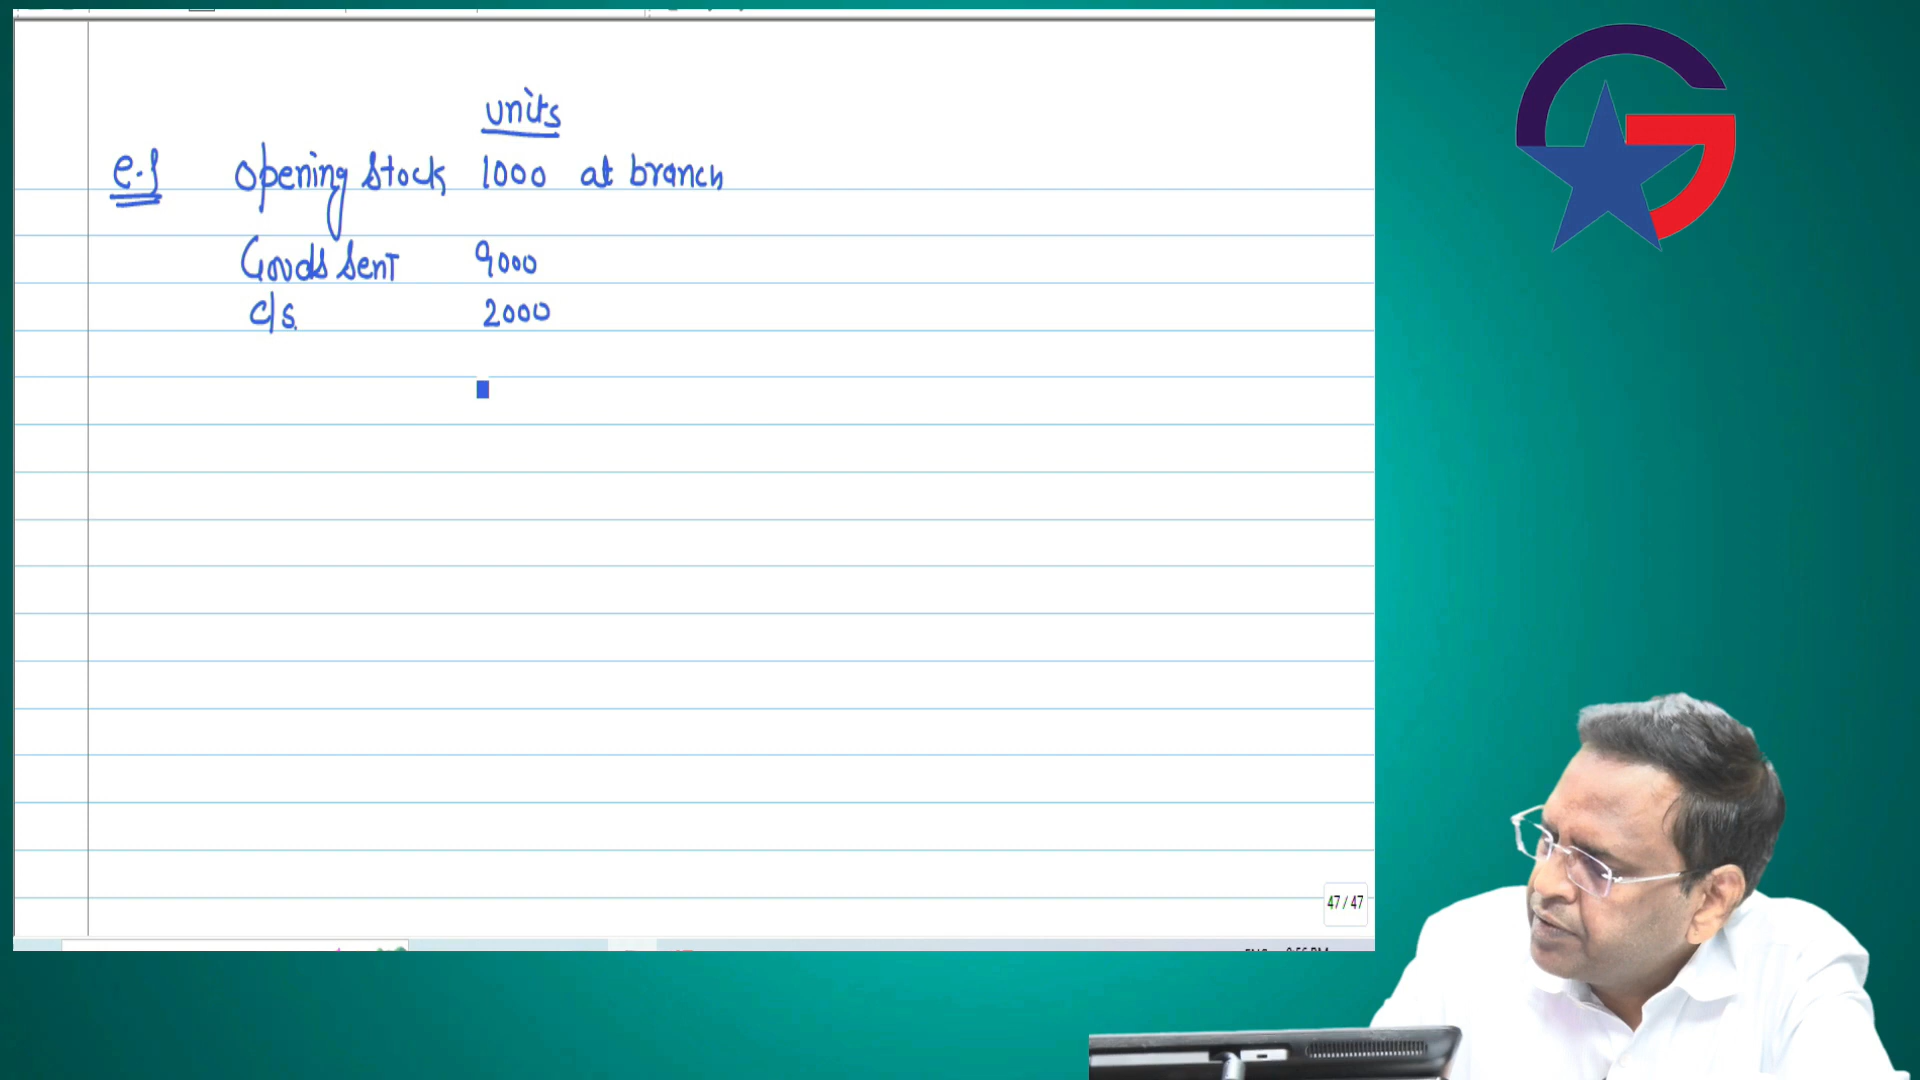 units
e.g opening stock 1000 at branch
Goods sent 9000
c/s. 2000
47 / 47